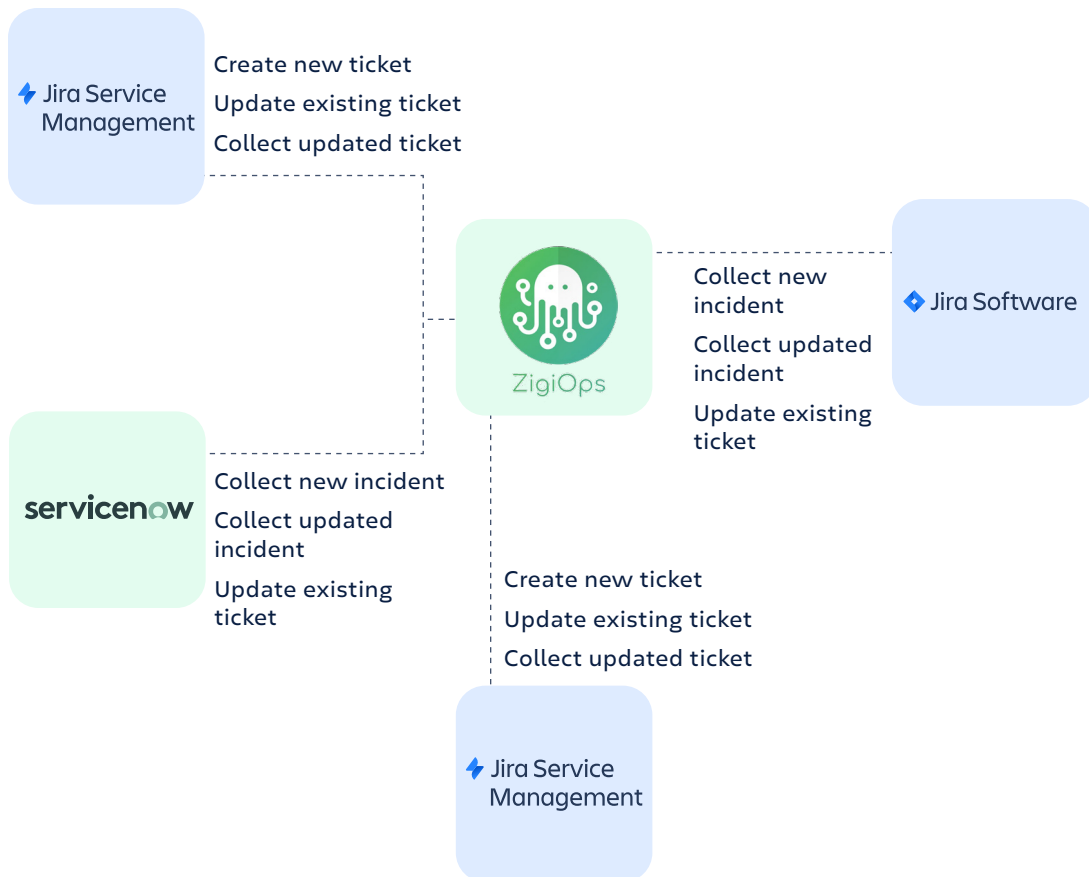 Jira Service
Management
Create new ticket
Update existing ticket
Collect updated ticket
ZigiOps
Collect new
incident
Collect updated
incident
Update existing
ticket
Jira Software
servicenow
Collect new incident
Collect updated
incident
Update existing
ticket
Create new ticket
Update existing ticket
Collect updated ticket
Jira Service
Management